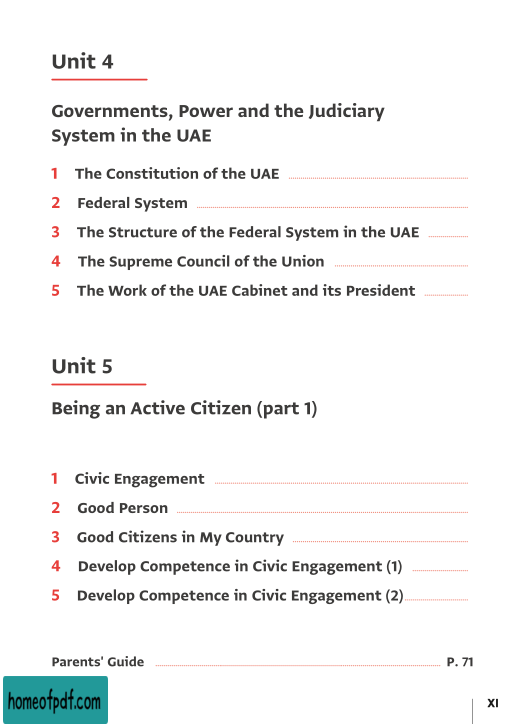 Unit 4
Governments, Power and the Judiciary
System in the UAE
1 The Constitution of the UAE
2 Federal System
3 The Structure of the Federal System in the UAE
4 The Supreme Council of the Union
5 The Work of the UAE Cabinet and its President
Unit 5
Being an Active Citizen (part 1)
1 Civic Engagement
2 Good Person
3 Good Citizens in My Country
4 Develop Competence in Civic Engagement (1)
5 Develop Competence in Civic Engagement (2)
Parents' Guide P. 71
homeofpdf.com
XI